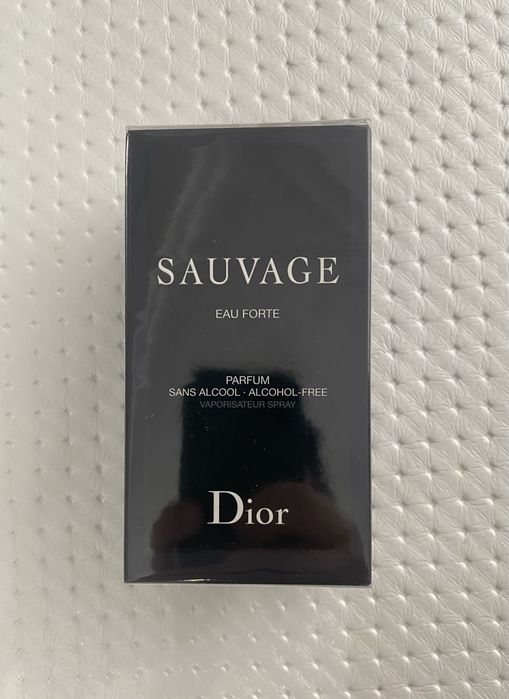 SAUVAGE
EAU FORTE
PARFUM
SANS ALCOOL · ALCOHOL-FREE
VAPORISATEUR SPRAY
Dior